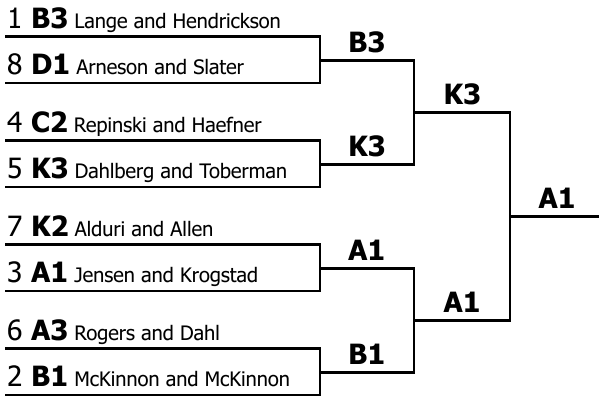 1 B3 Lange and Hendrickson
8 D1 Arneson and Slater
4 C2 Repinski and Haefner
5 K3 Dahlberg and Toberman
7 K2 Alduri and Allen
3 A1 Jensen and Krogstad
6 A3 Rogers and Dahl
2 B1 McKinnon and McKinnon
B3
K3
A1
B1
K3
A1
A1